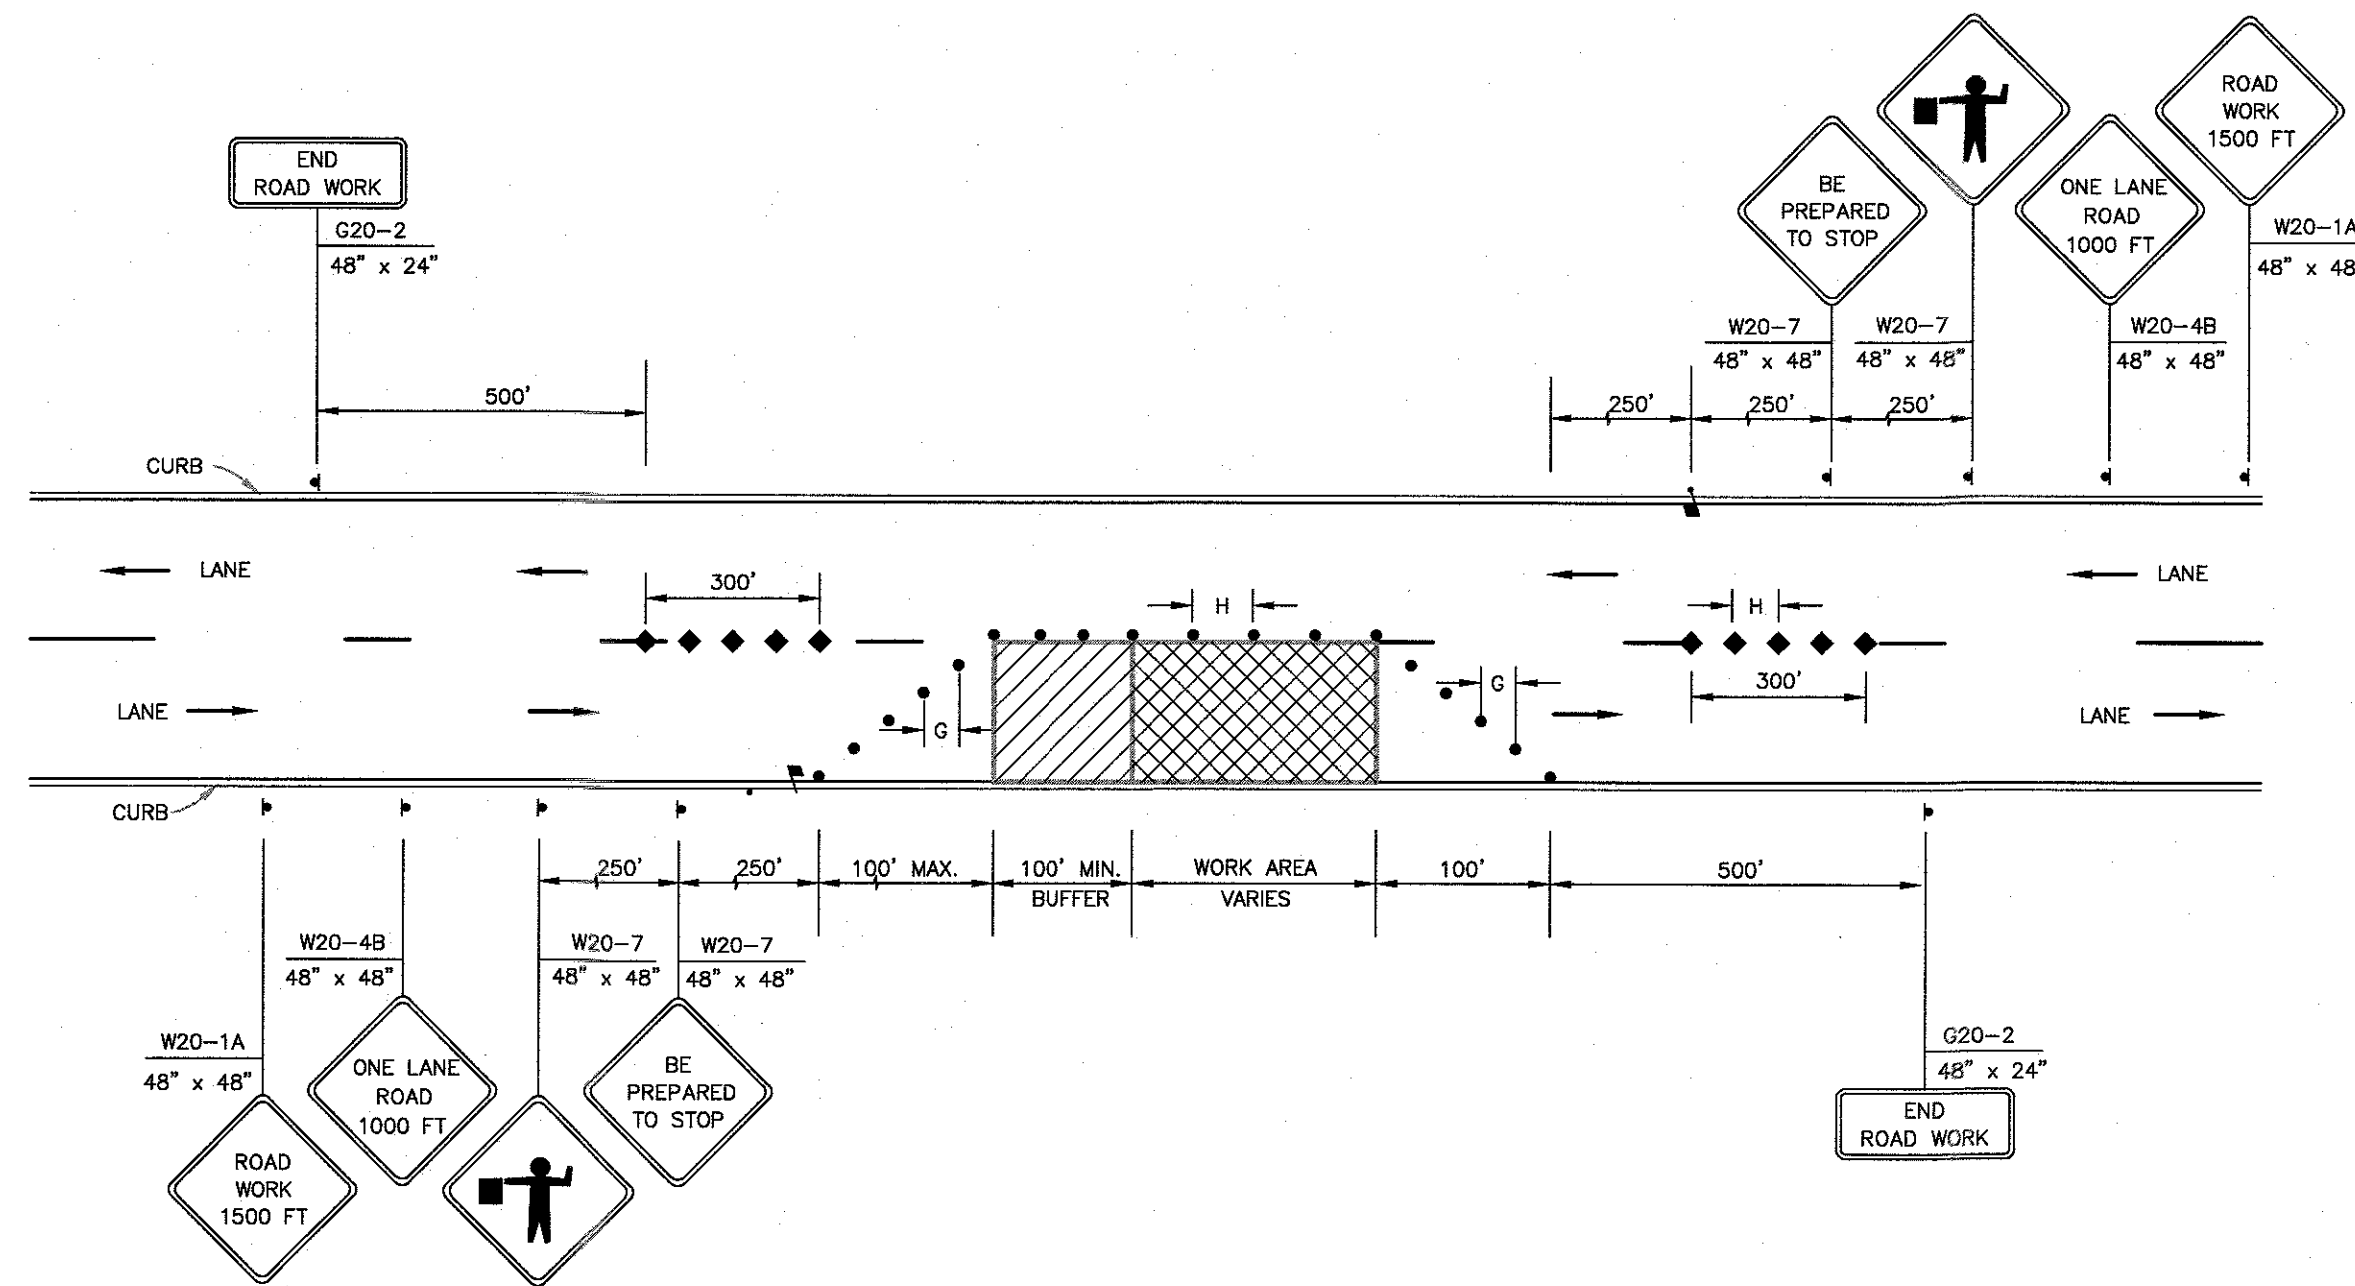 END
ROAD WORK
G20-2
48" x 24"
500'
CURB
ROAD
WORK
1500 FT
BE
PREPARED
TO STOP
ONE LANE
ROAD
1000 FT
W20-1A
48" x 48
W20-7
48" x 48"
W20-7
48" x 48"
W20-4B
48" x 48"
250'
250'
250'
LANE
300'
H
H
LANE
LANE
G
G
300'
LANE
CURB
250'
250'
100' MAX.
100' MIN.
BUFFER
WORK AREA
VARIES
100'
500'
W20-4B
48" x 48"
W20-7
48" x 48"
W20-7
48" x 48"
W20-1A
48" x 48"
ROAD
WORK
1500 FT
ONE LANE
ROAD
1000 FT
BE
PREPARED
TO STOP
G20-2
48" x 24"
END
ROAD WORK